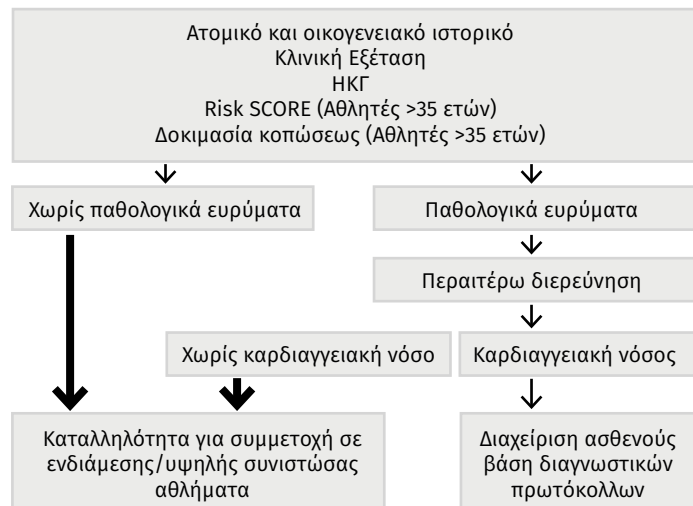 Ατομικό και οικογενειακό ιστορικό
Κλινική Εξέταση
ΗΚΓ
Risk SCORE (Αθλητές >35 ετών)
Δοκιμασία κοπώσεως (Αθλητές >35 ετών)
Χωρίς παθολογικά ευρύματα
Παθολογικά ευρύματα
Περαιτέρω διερεύνηση
Χωρίς καρδιαγγειακή νόσο
Καρδιαγγειακή νόσος
Καταλληλότητα για συμμετοχή σε
ενδιάμεσης/υψηλής συνιστώσας
αθλήματα
Διαχείριση ασθενούς
βάση διαγνωστικών
πρωτόκολλων